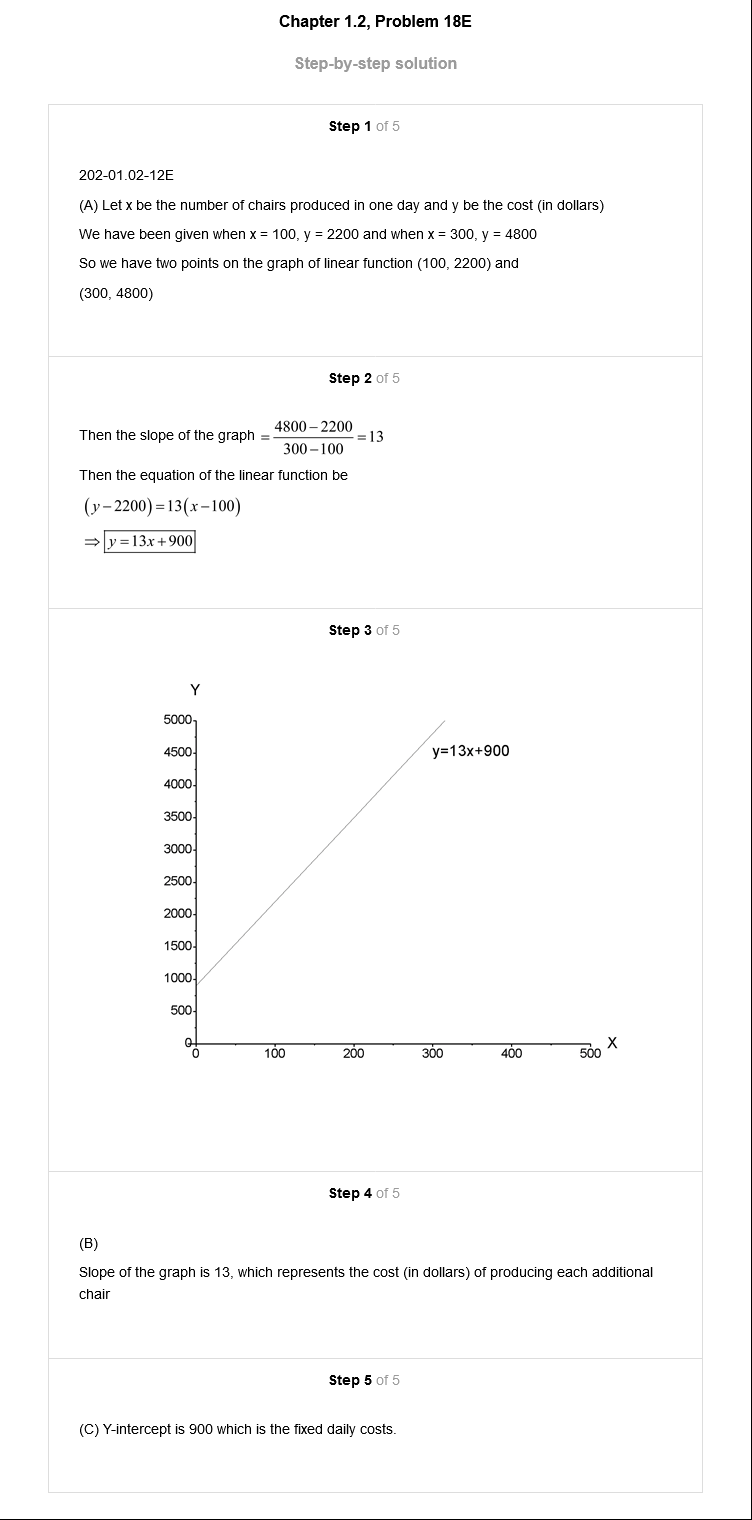 Chapter 1.2, Problem 18E
Step-by-step solution
Step 1 of 5
202-01.02-12E
(A) Let x be the number of chairs produced in one day and y be the cost (in dollars)
We have been given when x = 100, y = 2200 and when x = 300, y = 4800
So we have two points on the graph of linear function (100, 2200) and
(300, 4800)
Step 2 of 5
Then the slope of the graph = (4800 – 2200)/(300 – 100) = 13
Then the equation of the linear function be
(y – 2200) = 13(x – 100)
⇒ y = 13x + 900
Step 3 of 5
Y
5000
4500
y=13x+900
4000
3500
3000
2500
2000
1500
1000
500
0
X
0 100 200 300 400 500
Step 4 of 5
(B)
Slope of the graph is 13, which represents the cost (in dollars) of producing each additional
chair
Step 5 of 5
(C) Y-intercept is 900 which is the fixed daily costs.